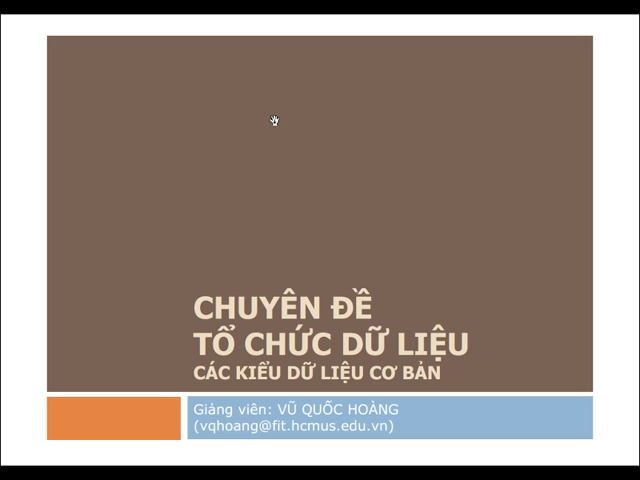 CHUYÊN ĐỀ
TỔ CHỨC DỮ LIỆU
CÁC KIỂU DỮ LIỆU CƠ BẢN
Giảng viên: VŨ QUỐC HOÀNG
(vqhoang@fit.hcmus.edu.vn)